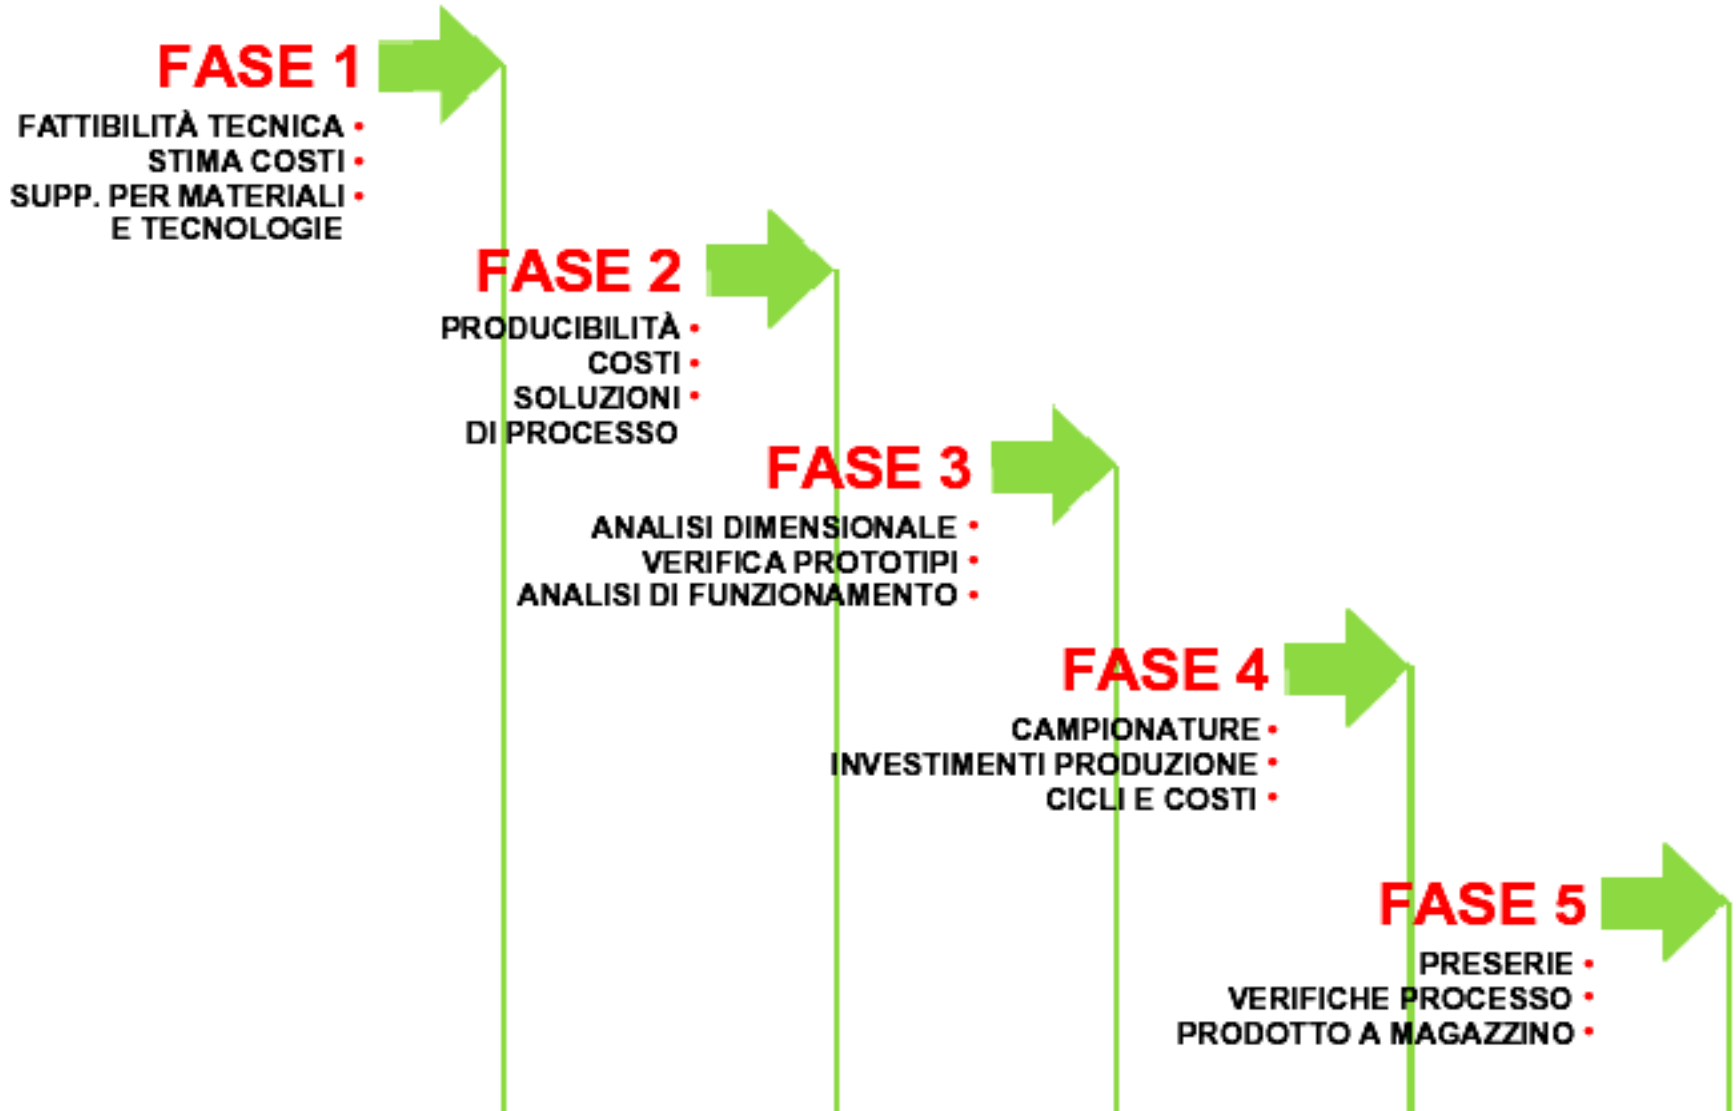 FASE 1
FATTIBILITÀ TECNICA •
STIMA COSTI •
SUPP. PER MATERIALI •
E TECNOLOGIE
FASE 2
PRODUCIBILITÀ •
COSTI •
SOLUZIONI •
DI PROCESSO
FASE 3
ANALISI DIMENSIONALE •
VERIFICA PROTOTIPI •
ANALISI DI FUNZIONAMENTO •
FASE 4
CAMPIONATURE •
INVESTIMENTI PRODUZIONE •
CICLI E COSTI •
FASE 5
PRESERIE •
VERIFICHE PROCESSO •
PRODOTTO A MAGAZZINO •